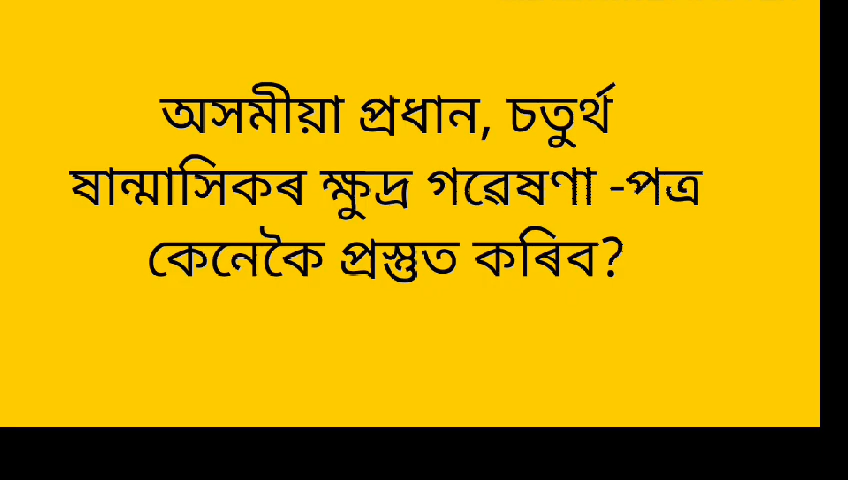 অসমীয়া প্ৰধান, চতুৰ্থ
ষান্মাসিকৰ ক্ষুদ্ৰ গৱেষণা -পত্ৰ
কেনেকৈ প্ৰস্তুত কৰিব?